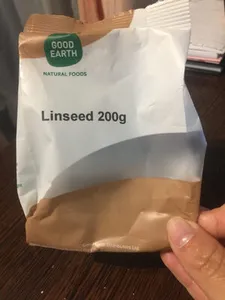 GOOD
EARTH
NATURAL FOODS
Linseed 200g